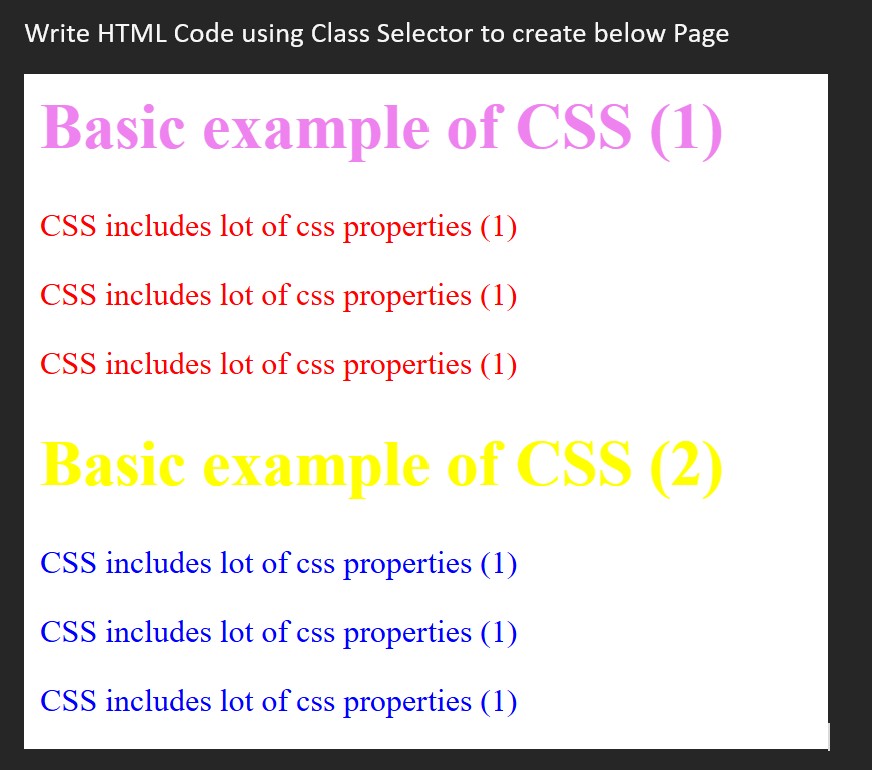 Write HTML Code using Class Selector to create below Page
Basic example of CSS (1)
CSS includes lot of css properties (1)
CSS includes lot of css properties (1)
CSS includes lot of css properties (1)
Basic example of CSS (2)
CSS includes lot of css properties (1)
CSS includes lot of css properties (1)
CSS includes lot of css properties (1)